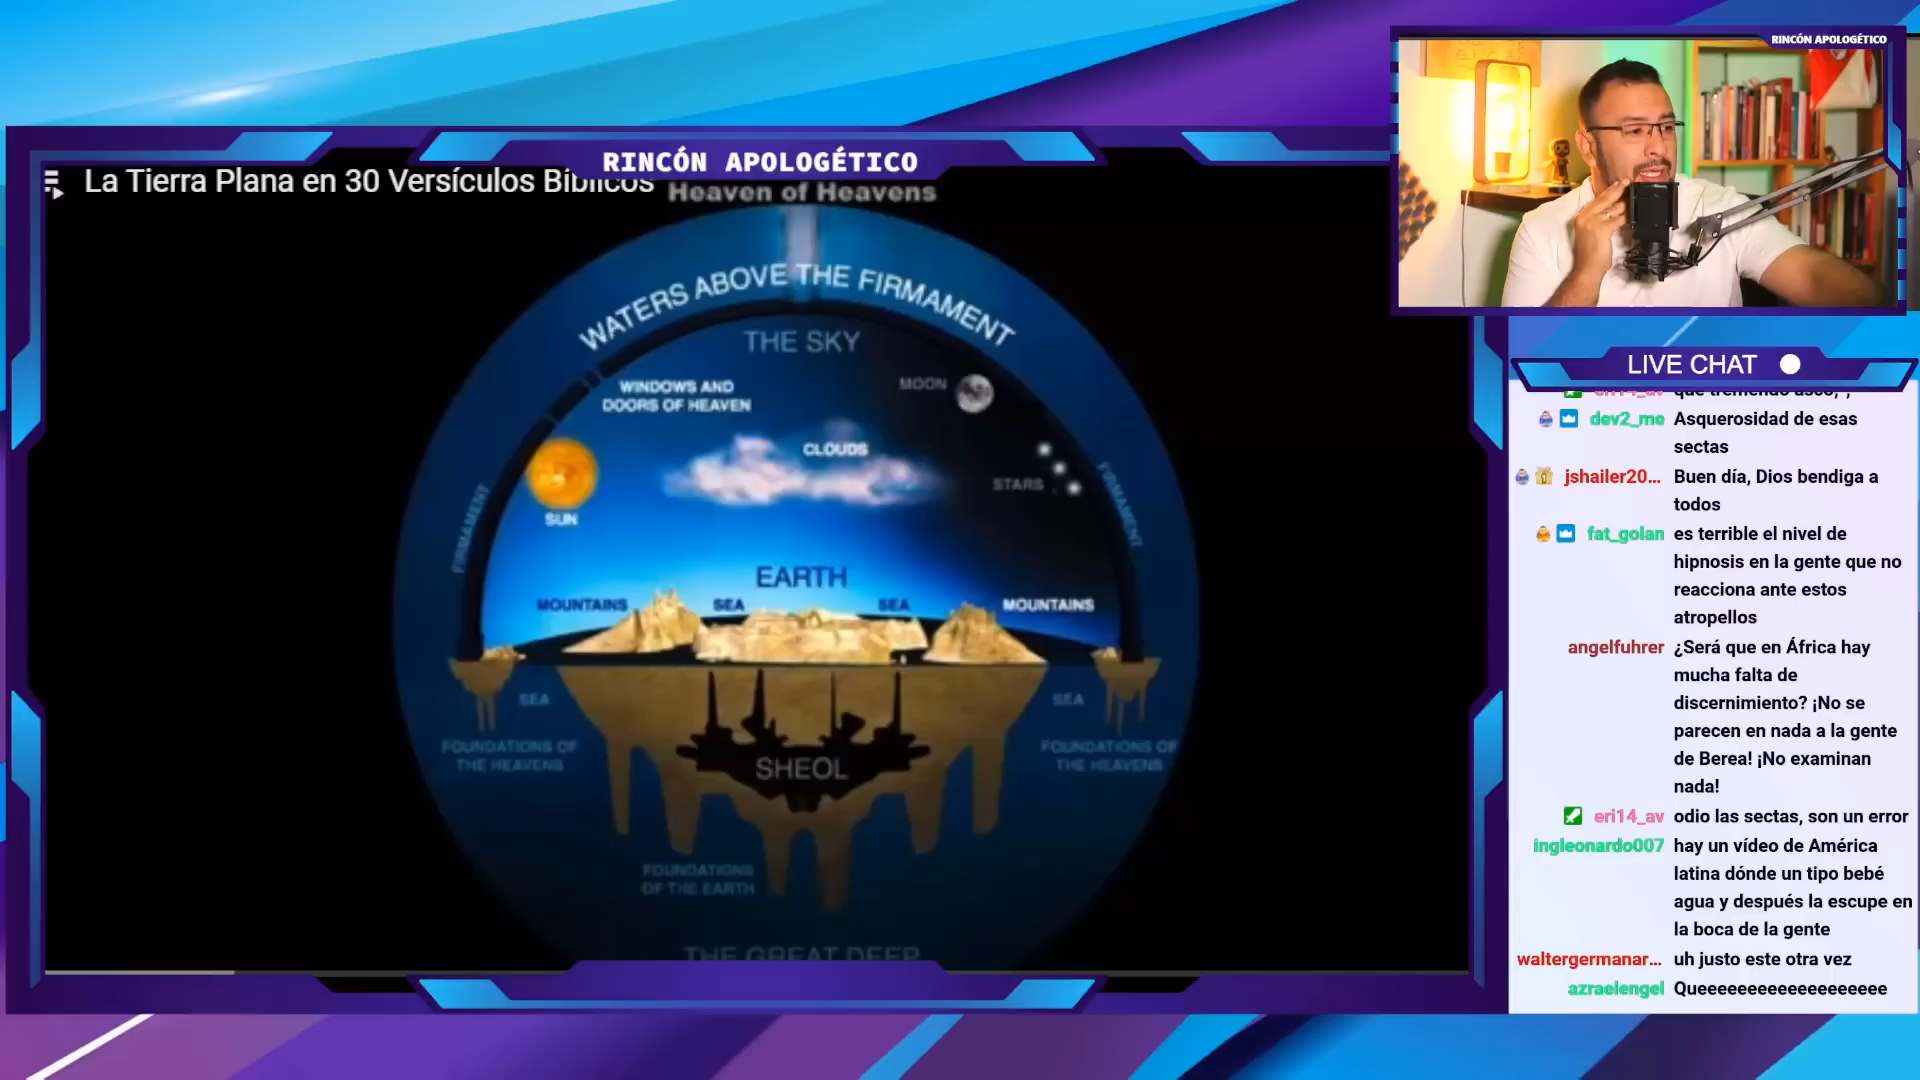 RINCÓN APOLOGÉTICO
RINCÓN APOLOGÉTICO
La Tierra Plana en 30 Versículos Bíblicos
Heaven of Heavens
WATERS ABOVE THE FIRMAMENT
THE SKY
WINDOWS AND
DOORS OF HEAVEN
MOON
CLOUDS
STARS
SUN
FIRMAMENT
FIRMAMENT
EARTH
MOUNTAINS
SEA
SEA
MOUNTAINS
SEA
SEA
FOUNDATIONS OF
THE HEAVENS
FOUNDATIONS OF
THE HEAVENS
SHEOL
FOUNDATIONS
OF THE EARTH
THE GREAT DEEP
LIVE CHAT
eri14_av que tremendo asco, ,
dev2_me Asquerosidad de esas
sectas
jshailer20... Buen día, Dios bendiga a
todos
fat_golan es terrible el nivel de
hipnosis en la gente que no
reacciona ante estos
atropellos
angelfuhrer ¿Será que en África hay
mucha falta de
discernimiento? ¡No se
parecen en nada a la gente
de Berea! ¡No examinan
nada!
eri14_av odio las sectas, son un error
ingleonardo007 hay un vídeo de América
latina dónde un tipo bebé
agua y después la escupe en
la boca de la gente
waltergermanar... uh justo este otra vez
azraelengel Queeeeeeeeeeeeeeeeeee